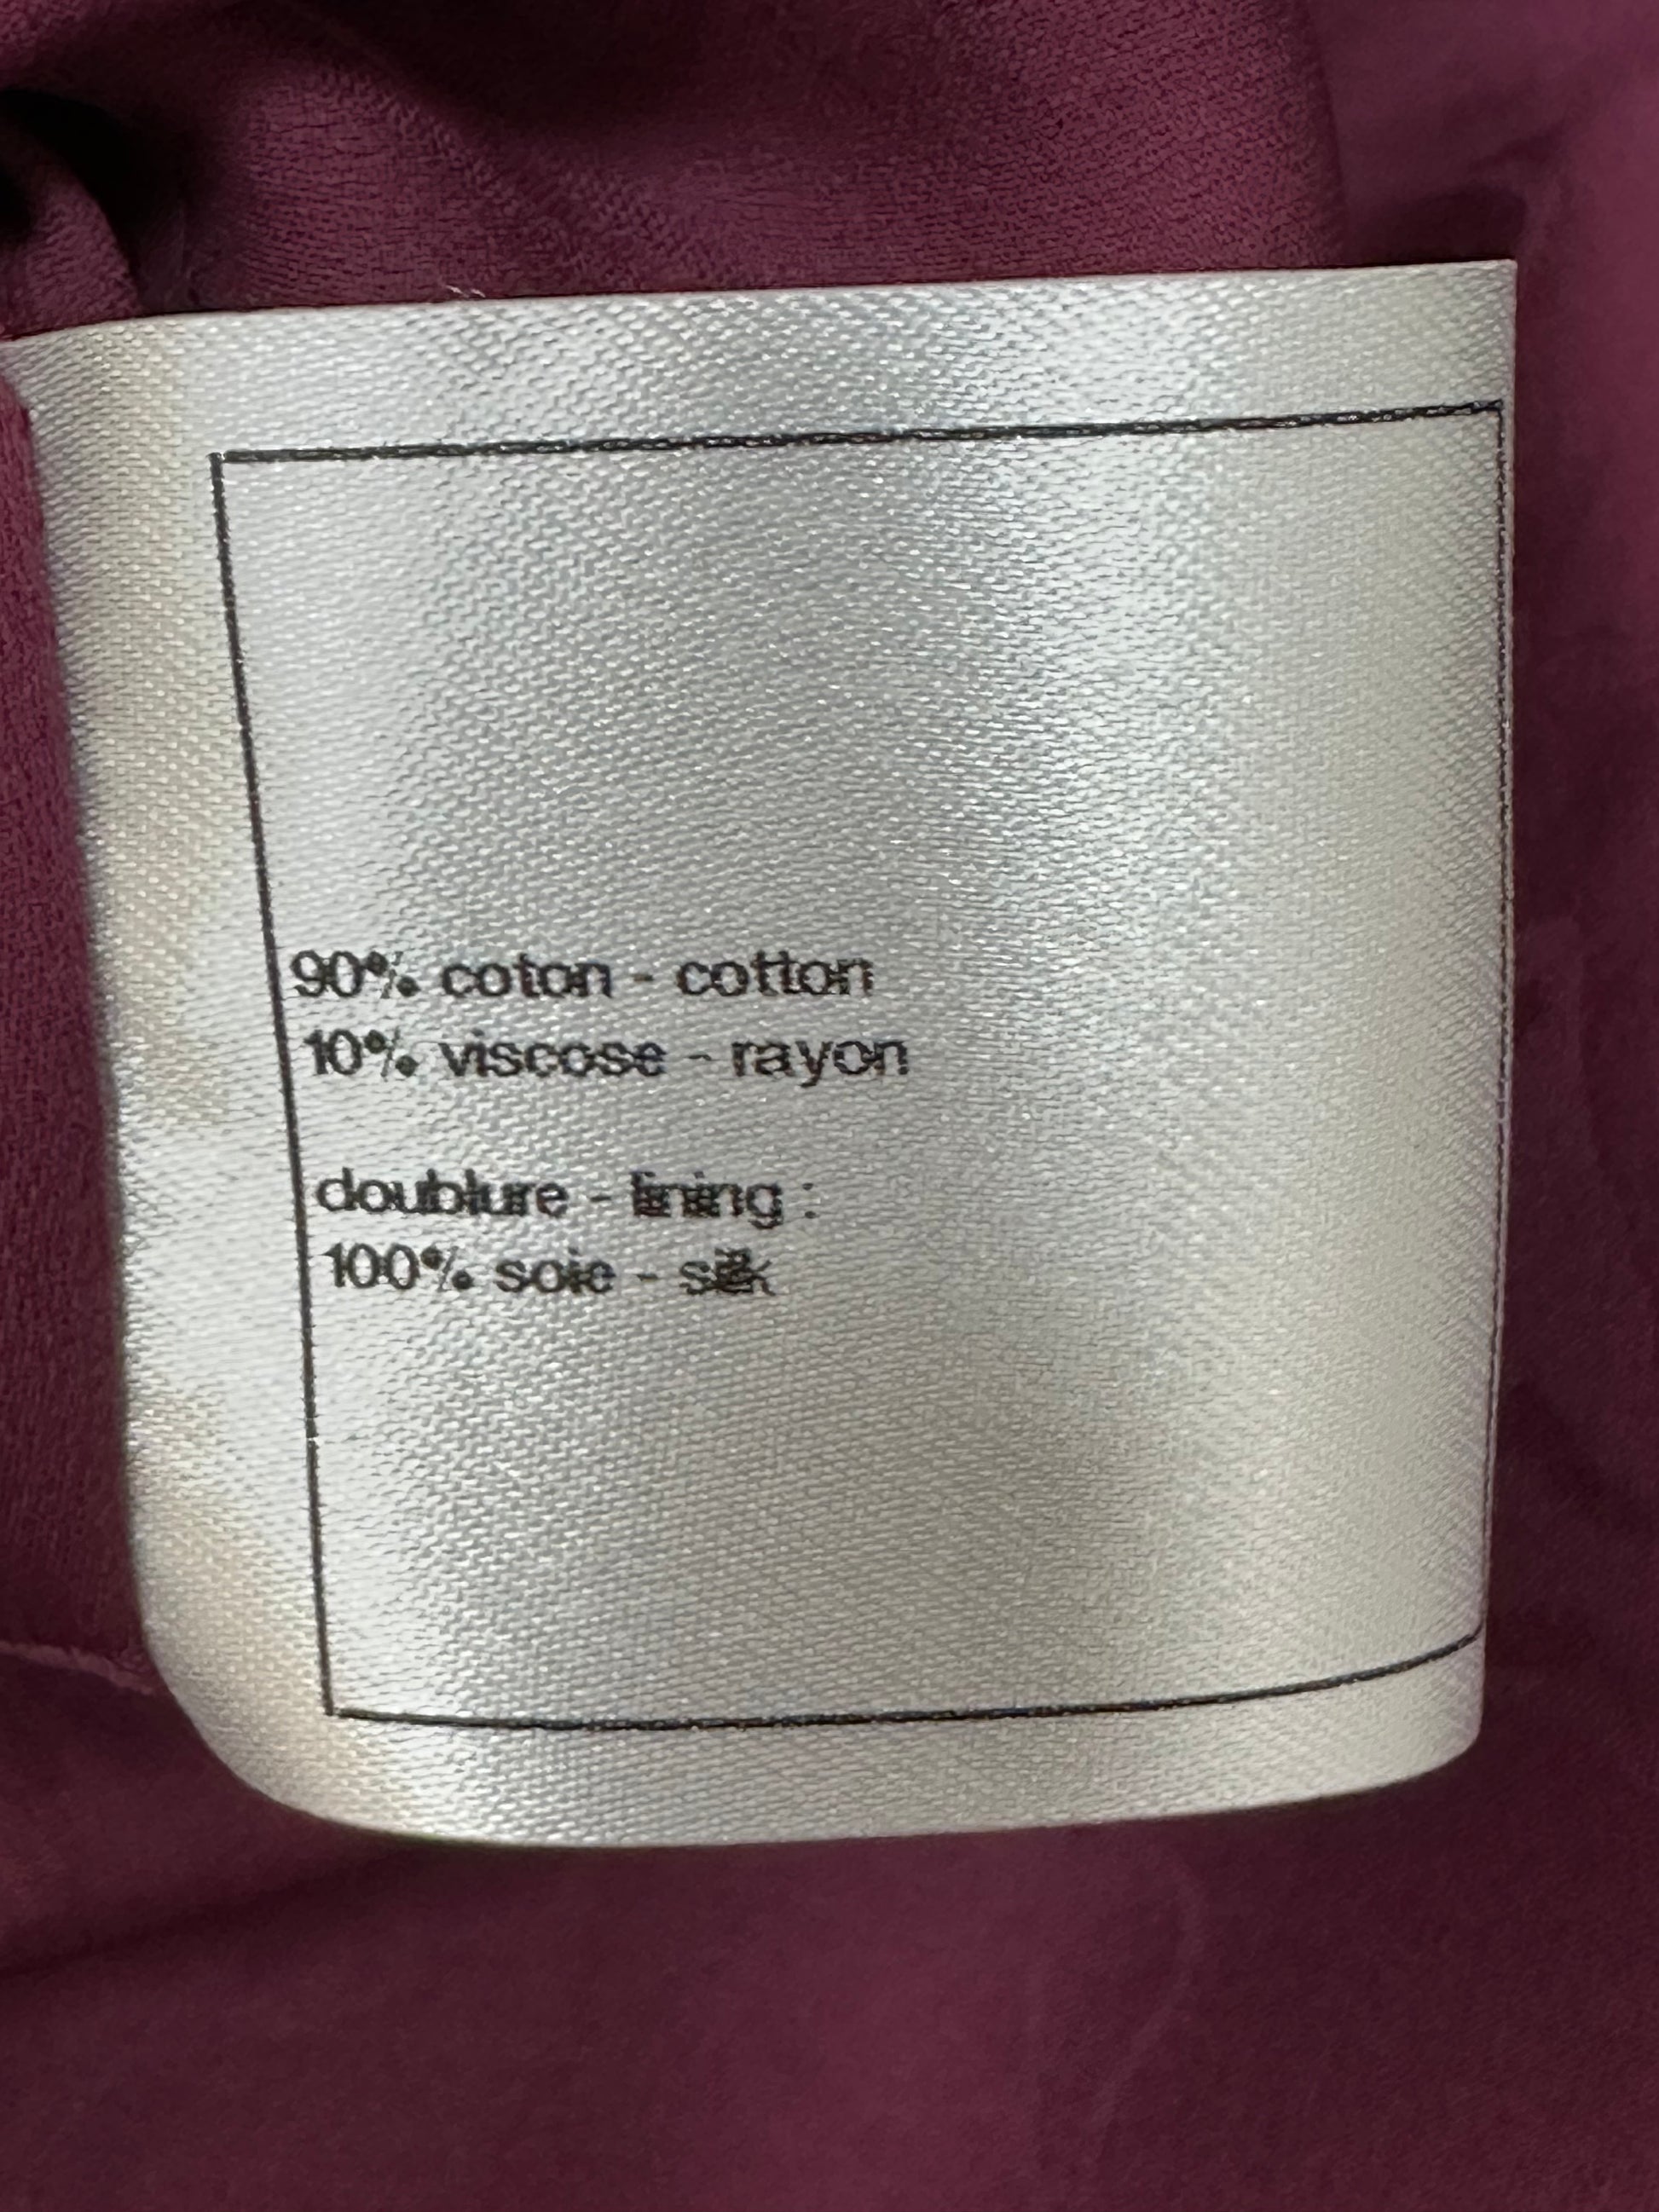 90% coton - cotton
10% viscose - rayon
doublure - lining :
100% soie - silk